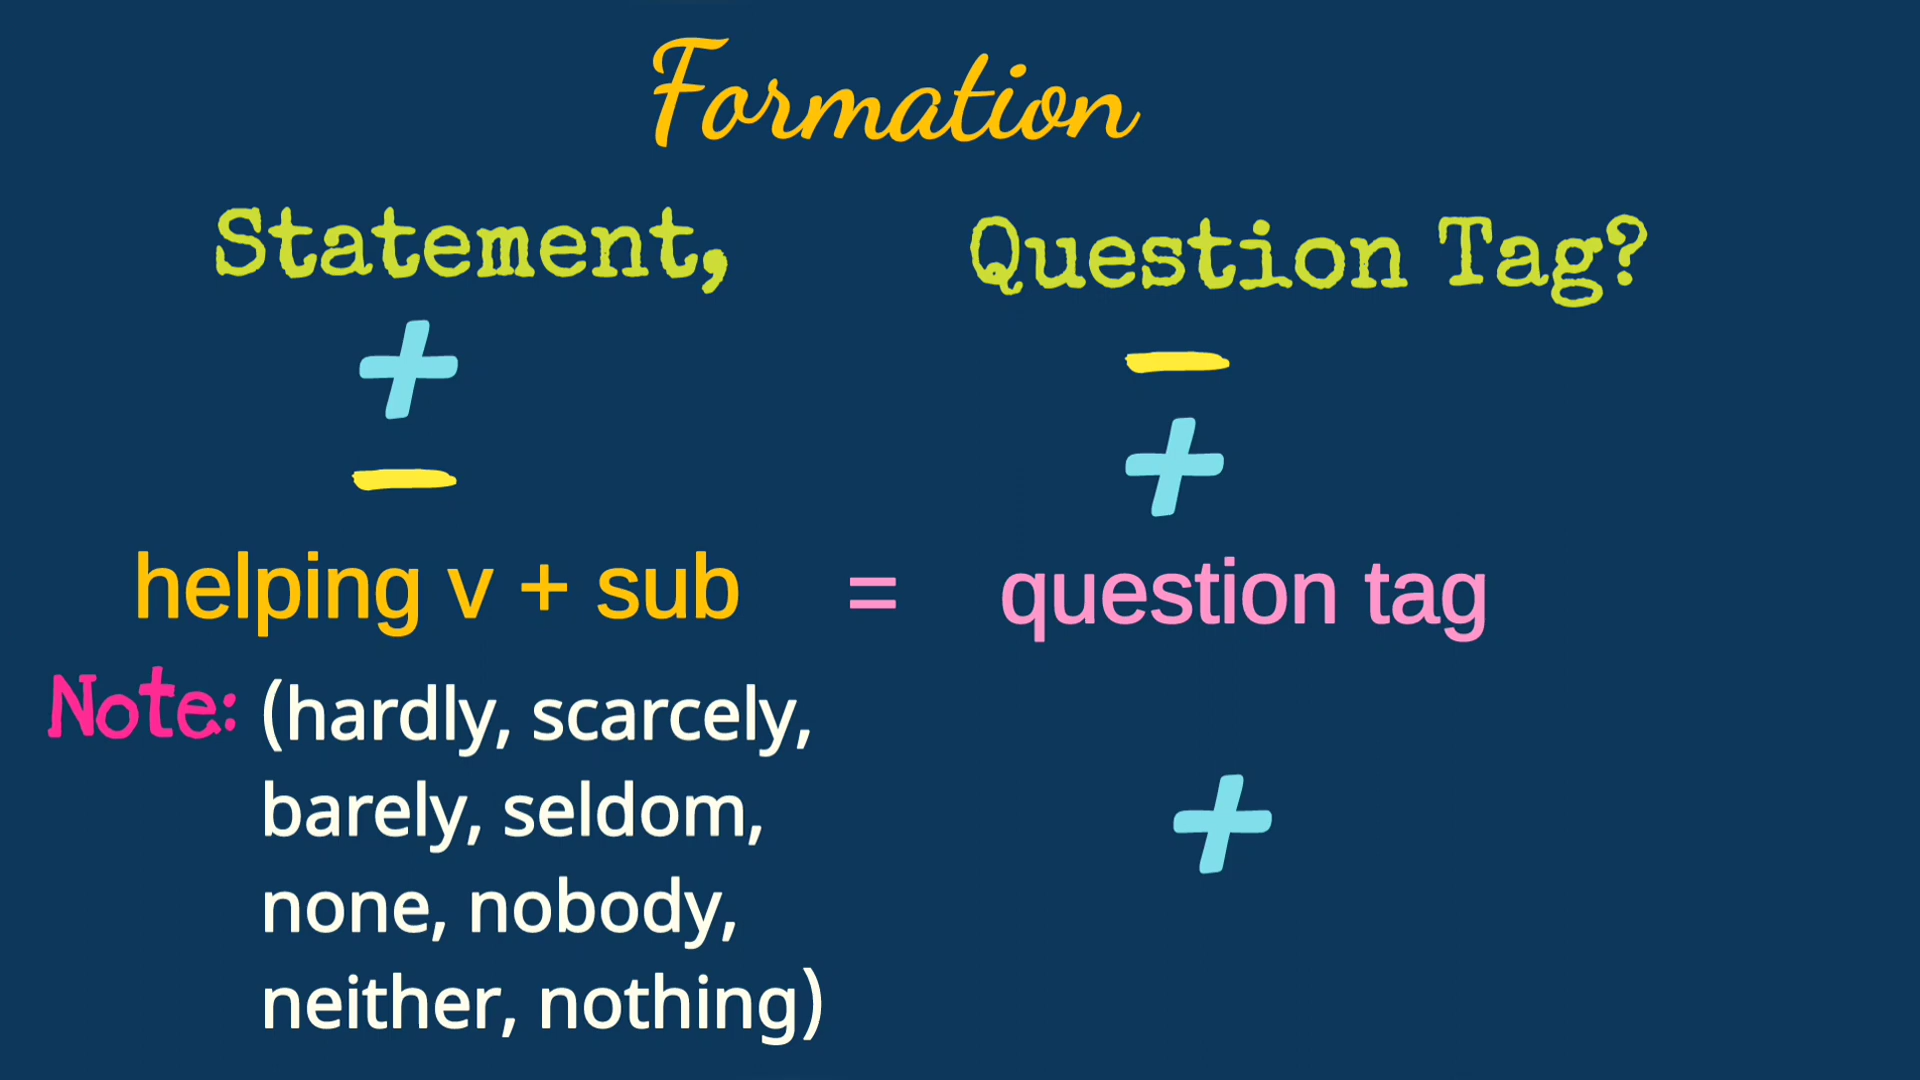 Formation
Statement, Question Tag?
+ −
− +
helping v + sub = question tag
Note: (hardly, scarcely,
barely, seldom, +
none, nobody,
neither, nothing)